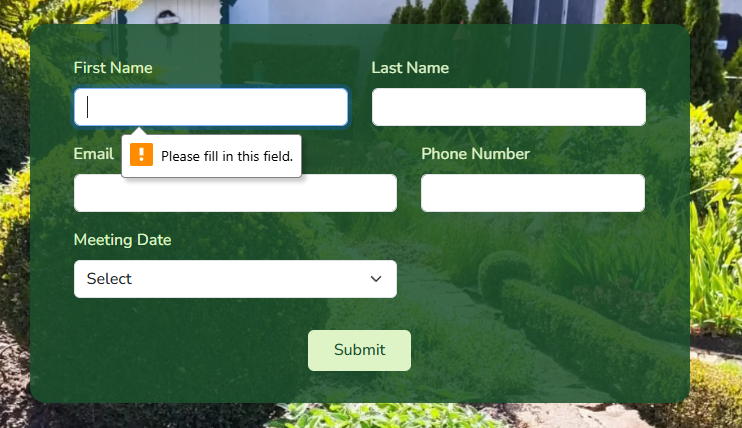 First Name
Last Name
Please fill in this field.
Email
Phone Number
Meeting Date
Select
Submit